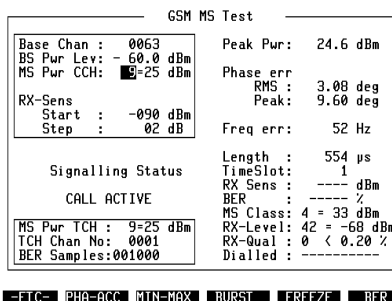 GSM MS Test
Base Chan : 0063
BS Pwr Lev: - 60.0 dBm
MS Pwr CCH: 9=25 dBm
RX-Sens
Start : -090 dBm
Step : 02 dB
Signalling Status
CALL ACTIVE
MS Pwr TCH : 9=25 dBm
TCH Chan No: 0001
BER Samples:001000
Peak Pwr: 24.6 dBm
Phase err
RMS : 3.08 deg
Peak: 9.60 deg
Freq err: 52 Hz
Length : 554 µs
TimeSlot: 1
RX Sens : ---- dBm
BER : ----- %
MS Class: 4 = 33 dBm
RX-Level: 42 = -68 dBm
RX-Qual : 0 < 0.20 %
Dialled : ----------
-ETC- PHA-ACC MIN-MAX BURST FREEZE BER